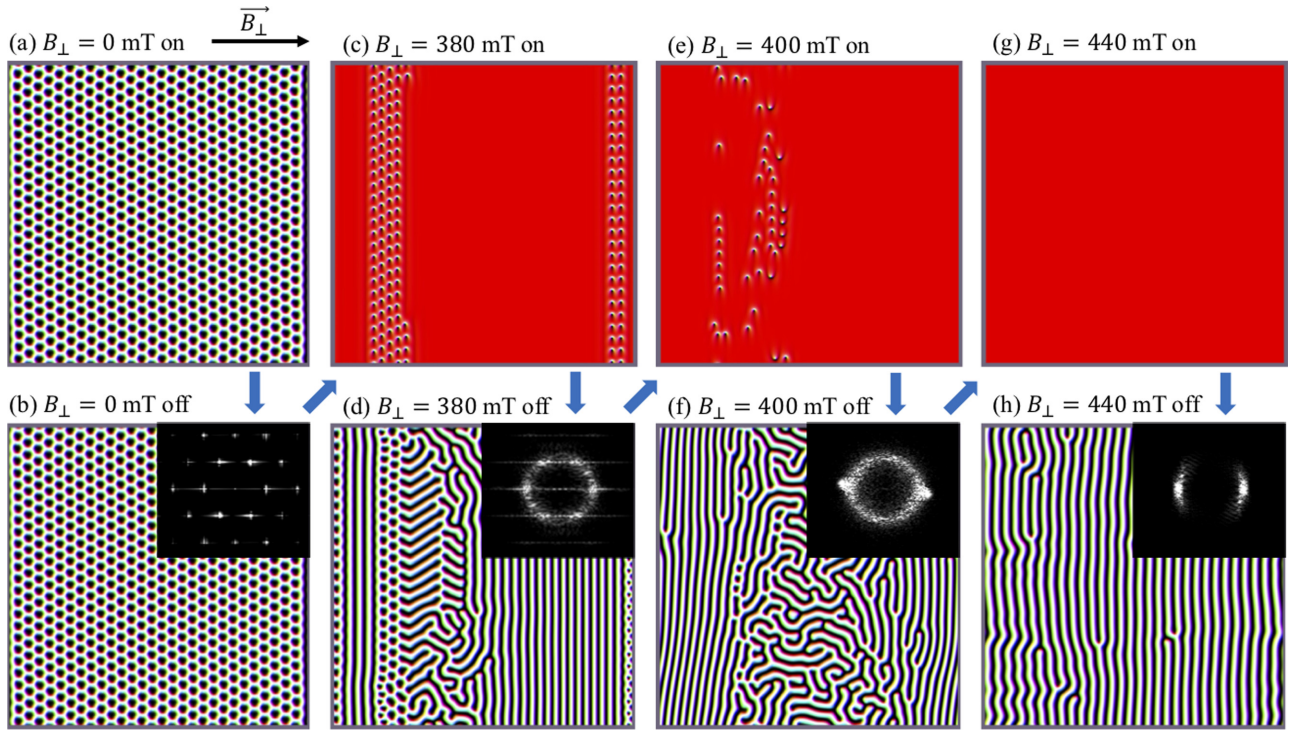 (a) B⊥ = 0 mT on
B⊥
(c) B⊥ = 380 mT on
(e) B⊥ = 400 mT on
(g) B⊥ = 440 mT on
(b) B⊥ = 0 mT off
(d) B⊥ = 380 mT off
(f) B⊥ = 400 mT off
(h) B⊥ = 440 mT off